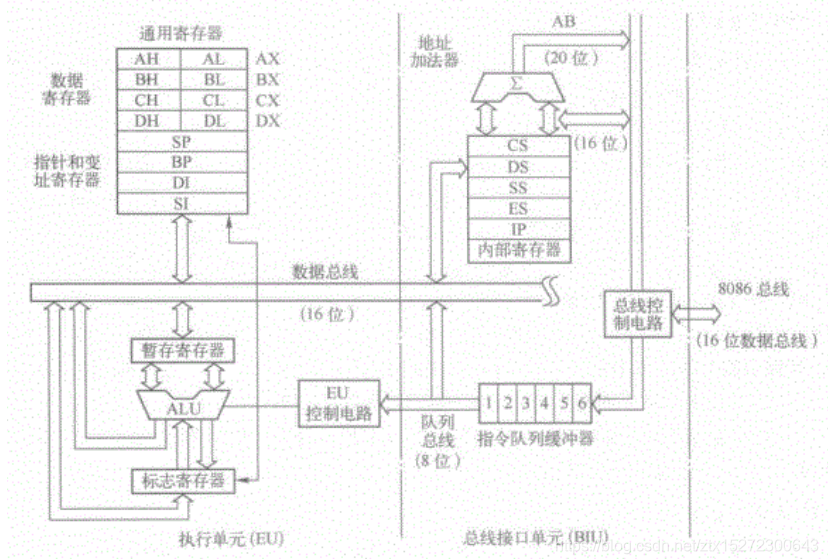 通用寄存器
AH AL AX
BH BL BX
CH CL CX
DH DL DX
SP
BP
DI
SI
数据
寄存器
指针和变
址寄存器
地址
加法器
Σ
AB
(20 位)
(16 位)
CS
DS
SS
ES
IP
内部寄存器
数据总线
(16 位)
总线控
制电路
8086 总线
(16 位数据总线)
暂存寄存器
ALU
标志寄存器
EU
控制电路
队列
总线
(8 位)
1 2 3 4 5 6
指令队列缓冲器
执行单元(EU)
总线接口单元(BIU)
https://blog.csdn.net/zlx15272300643